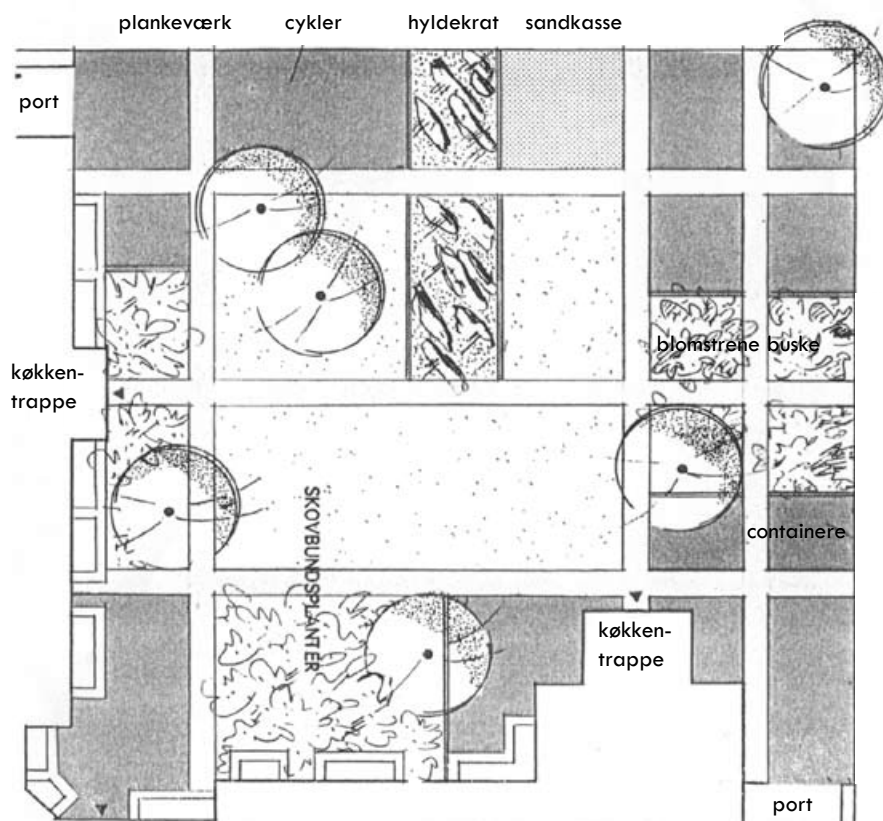 plankeværk cykler hyldekrat sandkasse
port
blomstrene buske
køkken-
trappe
SKOVBUNDSPLANTER
containere
køkken-
trappe
port